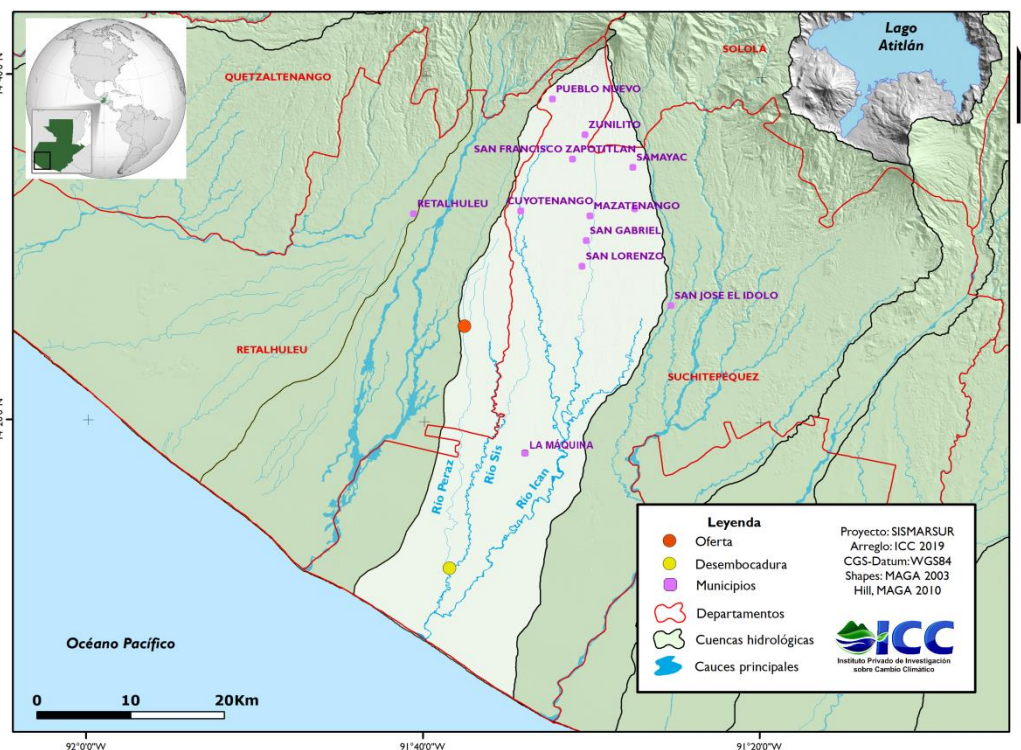 Lago
Atitlán
SOLOLA
QUETZALTENANGO
PUEBLO NUEVO
ZUNILITO
SAN FRANCISCO ZAPOTITLAN
SAMAYAC
RETALHULEU
CUYOTENANGO
MAZATENANGO
SAN GABRIEL
SAN LORENZO
SAN JOSE EL IDOLO
RETALHULEU
SUCHITEPÉQUEZ
LA MÁQUINA
Río Peraz
Río Sis
Río Ican
Océano Pacífico
0 10 20Km
Leyenda
Oferta
Desembocadura
Municipios
Departamentos
Cuencas hidrológicas
Cauces principales
Proyecto: SISMARSUR
Arreglo: ICC 2019
CGS-Datum: WGS84
Shapes: MAGA 2003
Hill, MAGA 2010
ICC
Instituto Privado de Investigación
sobre Cambio Climático
92°0'0"W 91°40'0"W 91°20'0"W